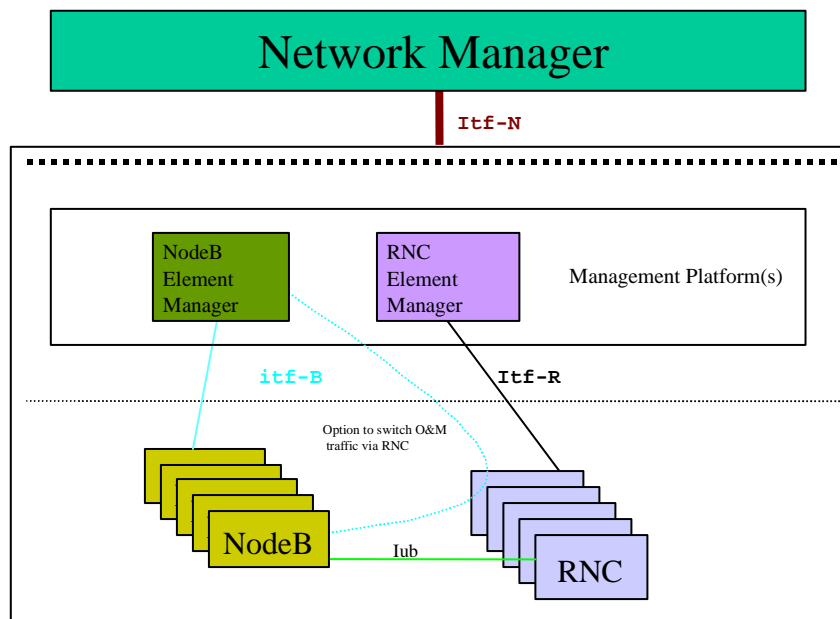 Network Manager
Itf-N
NodeB
Element
Manager
RNC
Element
Manager
Management Platform(s)
itf-B
Itf-R
Option to switch O&M
traffic via RNC
NodeB
Iub
RNC